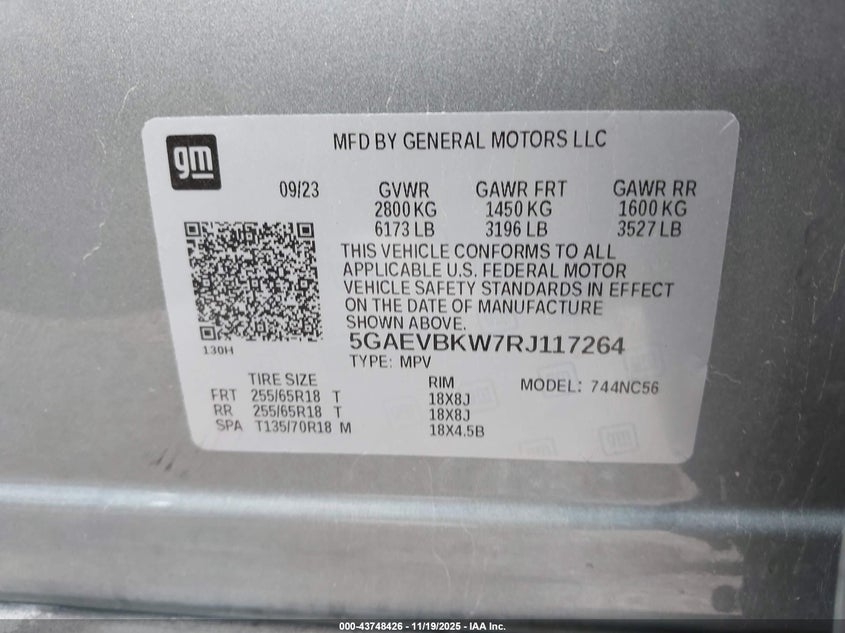 gm
MFD BY GENERAL MOTORS LLC
09/23 GVWR GAWR FRT GAWR RR
2800 KG 1450 KG 1600 KG
6173 LB 3196 LB 3527 LB
THIS VEHICLE CONFORMS TO ALL
APPLICABLE U.S. FEDERAL MOTOR
VEHICLE SAFETY STANDARDS IN EFFECT
ON THE DATE OF MANUFACTURE
SHOWN ABOVE.
130H
5GAEVBKW7RJ117264
TYPE: MPV
TIRE SIZE RIM MODEL: 744NC56
FRT 255/65R18 T 18X8J
RR 255/65R18 T 18X8J
SPA T135/70R18 M 18X4.5B
gm
000-43748426 - 11/19/2025 - IAA Inc.